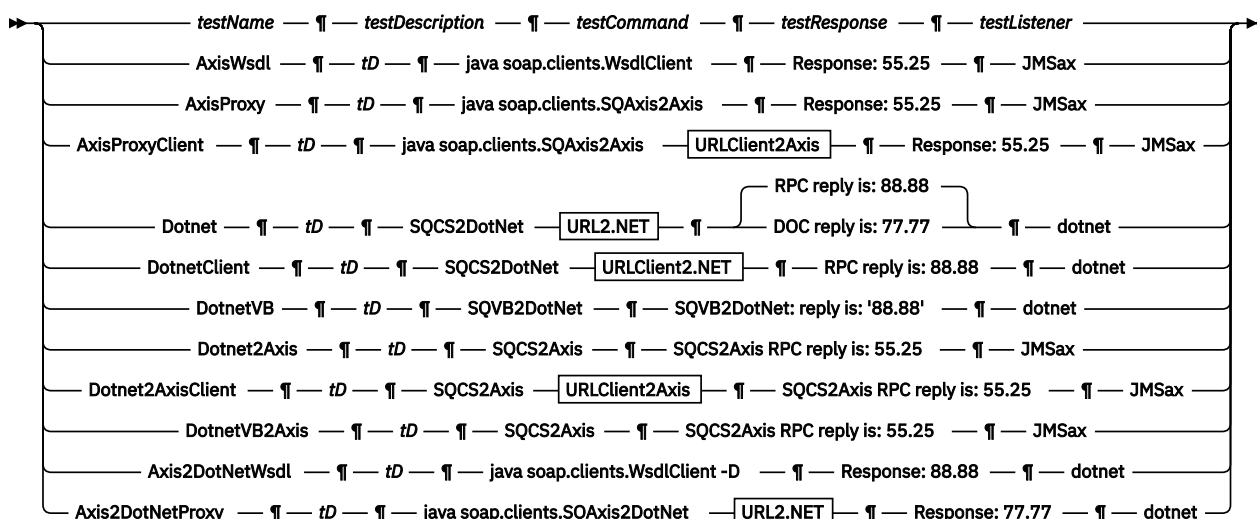 testName ¶ testDescription ¶ testCommand ¶ testResponse ¶ testListener
AxisWsdl ¶ tD ¶ java soap.clients.WsdlClient ¶ Response: 55.25 ¶ JMSax
AxisProxy ¶ tD ¶ java soap.clients.SQAxis2Axis ¶ Response: 55.25 ¶ JMSax
AxisProxyClient ¶ tD ¶ java soap.clients.SQAxis2Axis URLClient2Axis ¶ Response: 55.25 ¶ JMSax
RPC reply is: 88.88
Dotnet ¶ tD ¶ SQCS2DotNet URL2.NET ¶ DOC reply is: 77.77 ¶ dotnet
DotnetClient ¶ tD ¶ SQCS2DotNet URLClient2.NET ¶ RPC reply is: 88.88 ¶ dotnet
DotnetVB ¶ tD ¶ SQVB2DotNet ¶ SQVB2DotNet: reply is: '88.88' ¶ dotnet
Dotnet2Axis ¶ tD ¶ SQCS2Axis ¶ SQCS2Axis RPC reply is: 55.25 ¶ JMSax
Dotnet2AxisClient ¶ tD ¶ SQCS2Axis URLClient2Axis ¶ SQCS2Axis RPC reply is: 55.25 ¶ JMSax
DotnetVB2Axis ¶ tD ¶ SQCS2Axis ¶ SQCS2Axis RPC reply is: 55.25 ¶ JMSax
Axis2DotNetWsdl ¶ tD ¶ java soap.clients.WsdlClient -D ¶ Response: 88.88 ¶ dotnet
Axis2DotNetProxy ¶ tD ¶ java soap.clients.SQAxis2DotNet URL2.NET ¶ Response: 77.77 ¶ dotnet